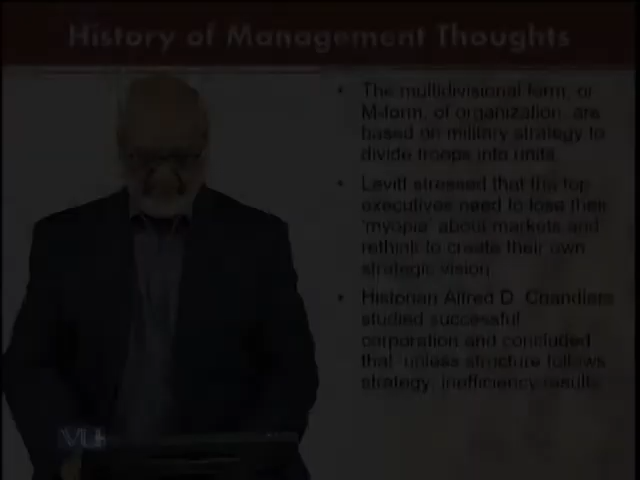 History of Management Thoughts
• The multidivisional form, or
M-form, of organization are
based on military strategy to
divide troops into units.
• Levitt stressed that the top
executives need to lose their
'myopia' about markets and
rethink to create their own
strategic vision.
• Historian Alfred D. Chandlers
studied successful
corporation and concluded
that 'unless structure follows
strategy, inefficiency results